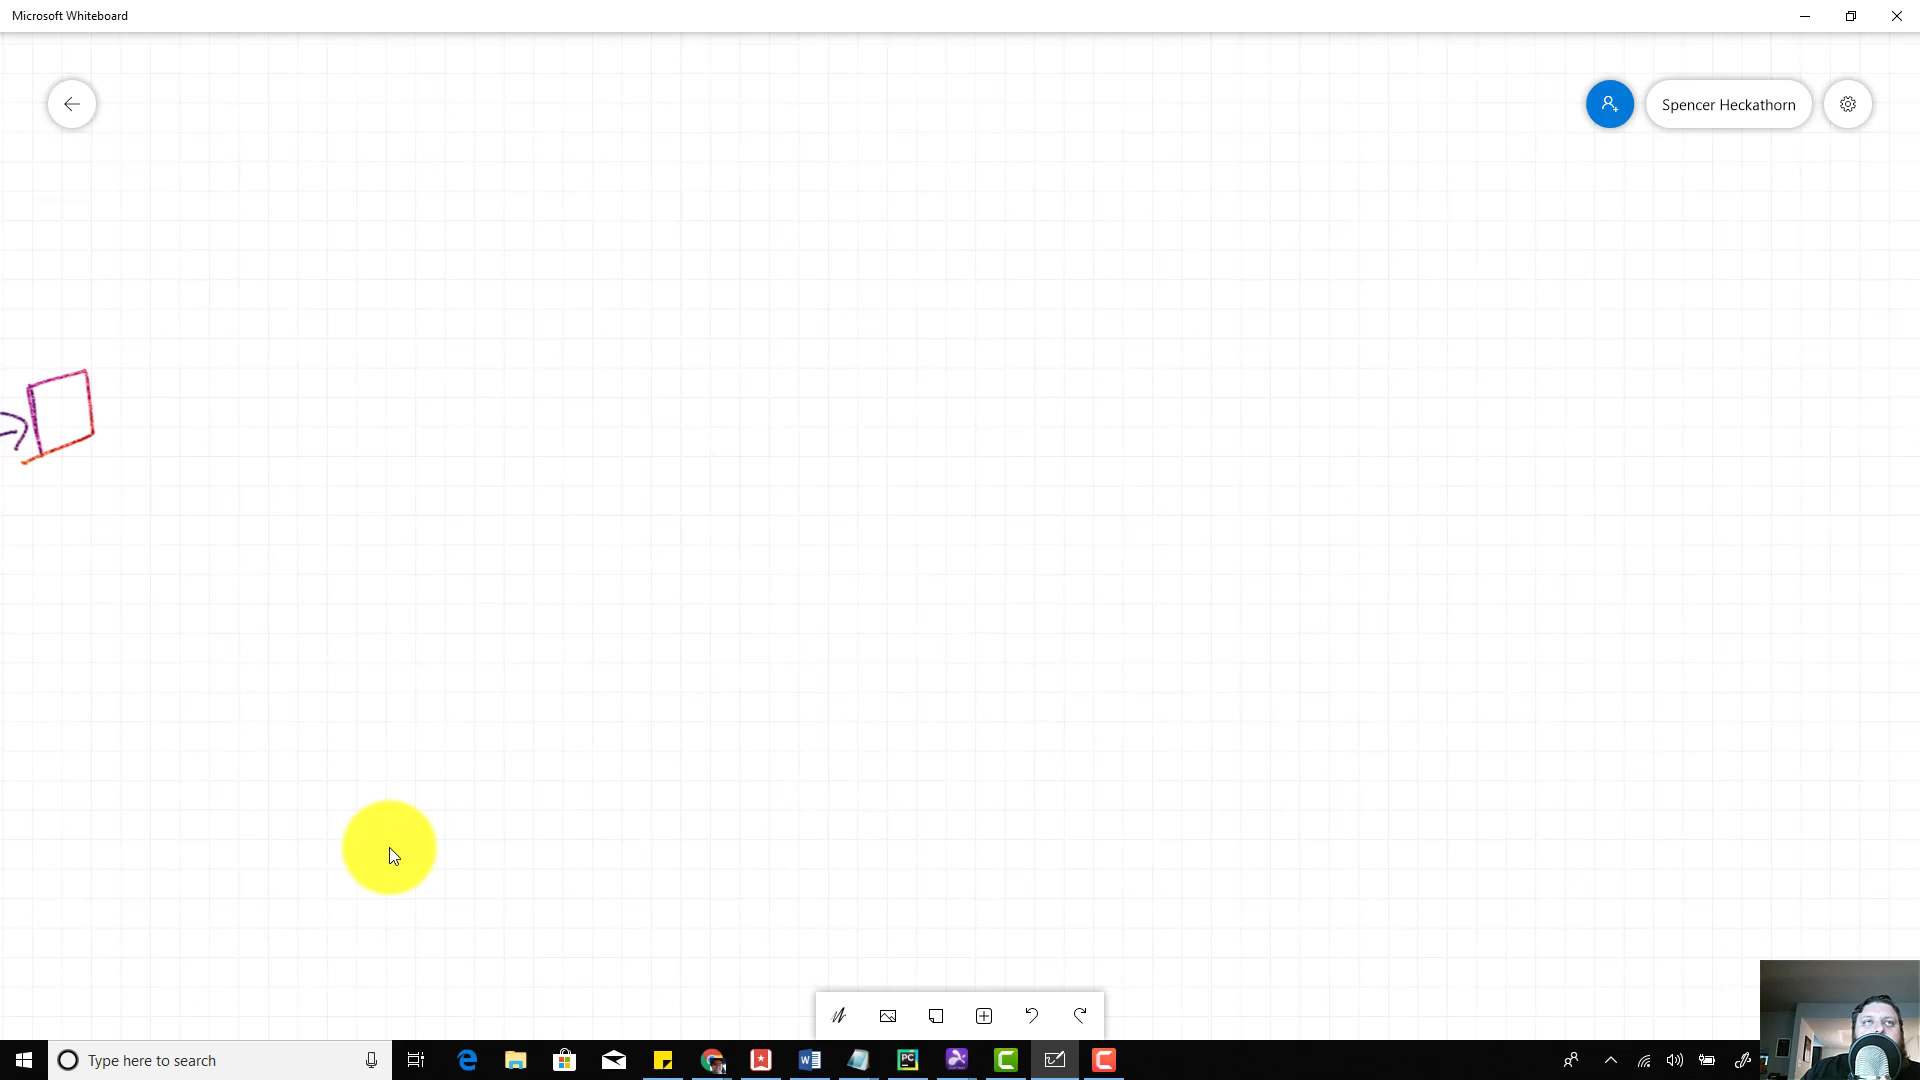 Microsoft Whiteboard
Spencer Heckathorn
Type here to search